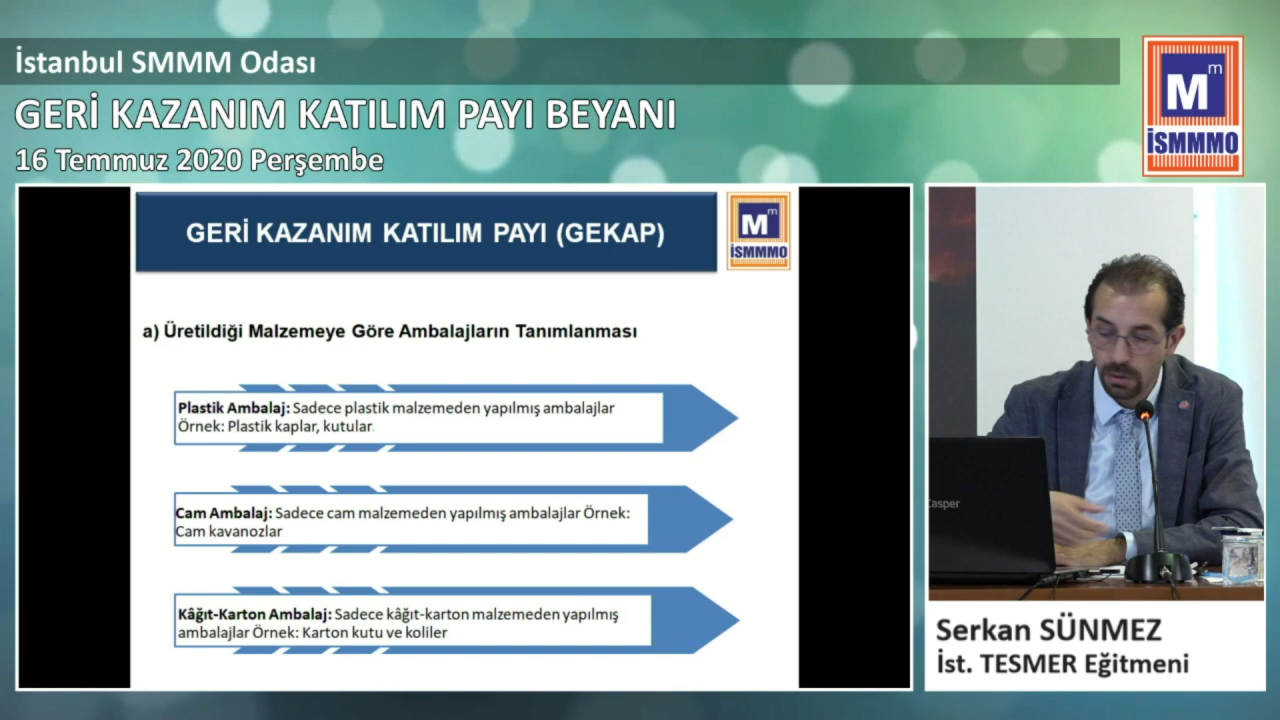 İstanbul SMMM Odası
GERİ KAZANIM KATILIM PAYI BEYANI
16 Temmuz 2020 Perşembe
M m
İSMMMO
GERİ KAZANIM KATILIM PAYI (GEKAP)
M m
İSMMMO
a) Üretildiği Malzemeye Göre Ambalajların Tanımlanması
Plastik Ambalaj: Sadece plastik malzemeden yapılmış ambalajlar
Örnek: Plastik kaplar, kutular
Cam Ambalaj: Sadece cam malzemeden yapılmış ambalajlar Örnek:
Cam kavanozlar
Kâğıt-Karton Ambalaj: Sadece kâğıt-karton malzemeden yapılmış
ambalajlar Örnek: Karton kutu ve koliler
Casper
Serkan SÜNMEZ
İst. TESMER Eğitmeni